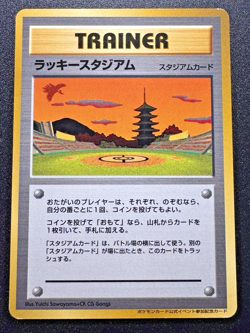 TRAINER
ラッキースタジアム
スタジアムカード
おたがいのプレイヤーは、それぞれ、のぞむなら、
自分の番ごとに1回、コインを投げてもよい。
コインを投げて「おもて」なら、山札からカードを
1枚引いて、手札に加える。
「スタジアムカード」は、バトル場の横に出して使う。別の
「スタジアムカード」が場に出たとき、このカードをトラッシュ。
Illus. Yuichi Sawayama+CF, CG Gangs
ポケモンカード公式イベント参加記念カード